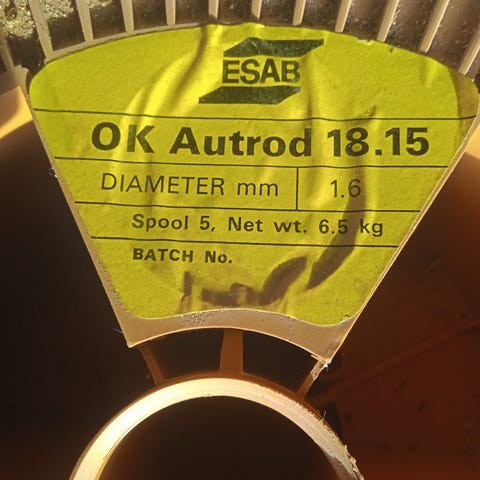 ESAB
OK Autrod 18.15
DIAMETER mm 1.6
Spool 5, Net wt. 6.5 kg
BATCH No.